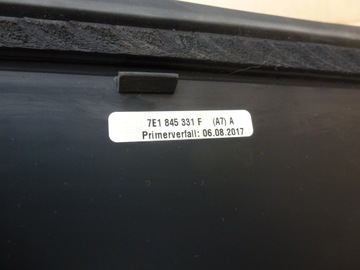 7E1 845 331 F (A7) A
Primerverfall: 06.08.2017